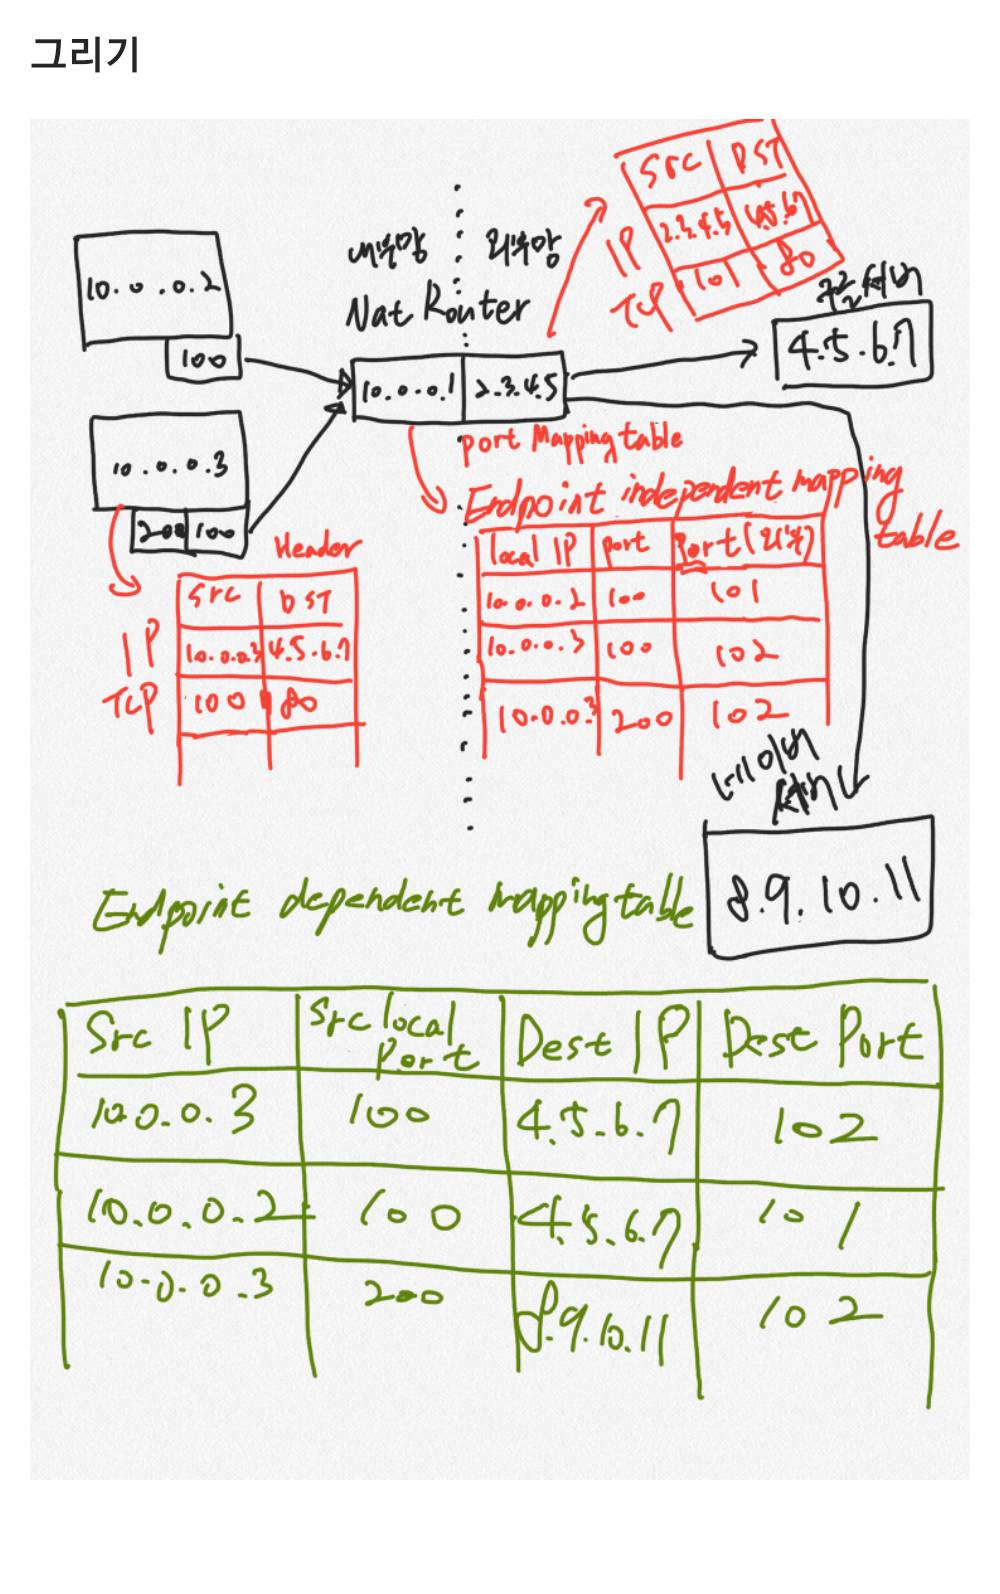 그리기
Src DST
IP 2.3.4.5 4.5.6.7
TCP 101 80
내부망 외부망
Nat Router
10.0.0.2
100
10.0.0.1 2.3.4.5
서버
4.5.6.7
10.0.0.3
200 100
port Mapping table
Endpoint independent mapping table
local IP port Port (외부)
10.0.0.2 100 101
10.0.0.3 100 102
10.0.0.3 200 102
Header
Src DST
IP 10.0.0.3 4.5.6.7
TCP 100 80
네이버
서버
8.9.10.11
Endpoint dependent mapping table
Src IP Src local Port Dest IP Dest Port
10.0.0.3 100 4.5.6.7 102
10.0.0.2 100 4.5.6.7 101
10.0.0.3 200 8.9.10.11 102